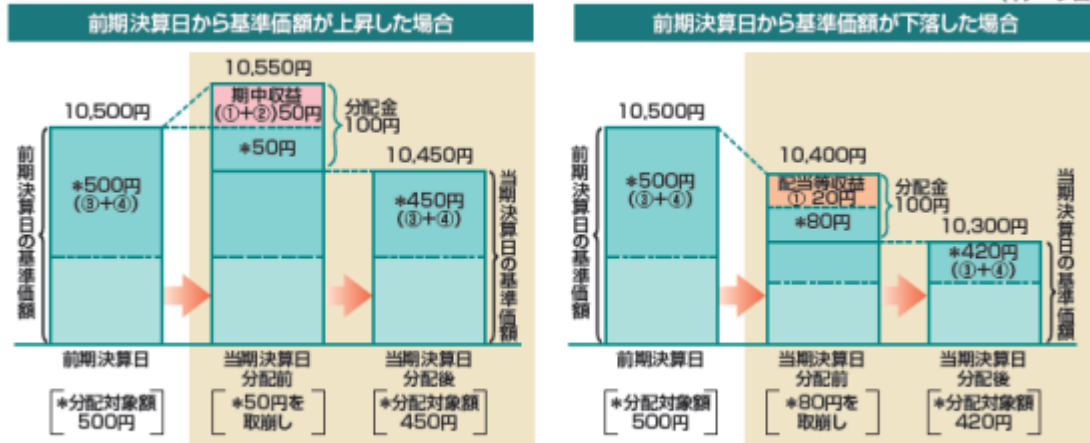 前期決算日から基準価額が上昇した場合
10,550円
10,500円
期中収益
(①+②)50円
*50円
分配金
100円
10,450円
*500円
(③+④)
*450円
(③+④)
前期決算日の基準価額
当期決算日の基準価額
前期決算日
当期決算日
分配前
当期決算日
分配後
*分配対象額
500円
*50円を
取崩し
*分配対象額
450円
前期決算日から基準価額が下落した場合
10,500円
10,400円
配当等収益
① 20円
*80円
分配金
100円
10,300円
*500円
(③+④)
*420円
(③+④)
前期決算日の基準価額
当期決算日の基準価額
前期決算日
当期決算日
分配前
当期決算日
分配後
*分配対象額
500円
*80円を
取崩し
*分配対象額
420円